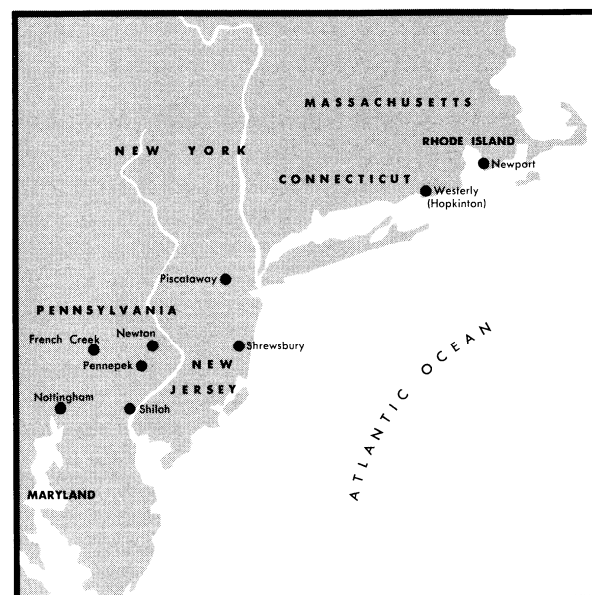 MASSACHUSETTS
NEW YORK
RHODE ISLAND
Newport
CONNECTICUT
Westerly
(Hopkinton)
Piscataway
PENNSYLVANIA
French Creek
Newton
Shrewsbury
Pennepek
NEW
JERSEY
Nottingham
Shilah
ATLANTIC OCEAN
MARYLAND